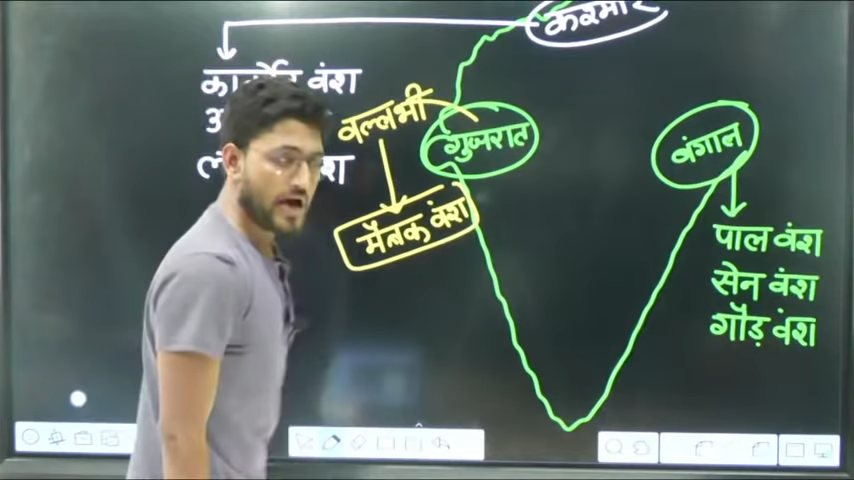 कश्मीर
वंश
वल्लभी
गुजरात
बंगाल
मैत्रक वंश
पाल वंश
सेन वंश
गौड़ वंश